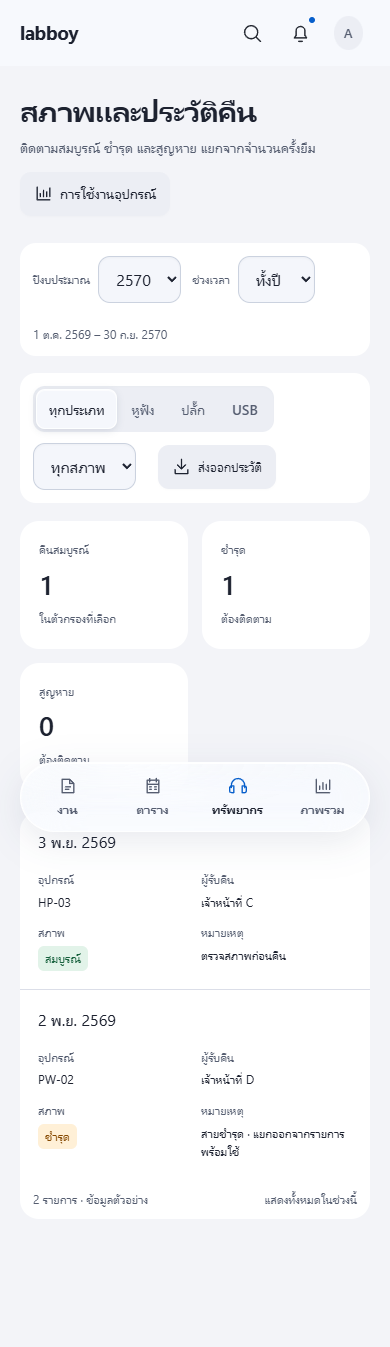 labboy
A
สภาพและประวัติคืน
ติดตามสมบูรณ์ ชำรุด และสูญหาย แยกจากจำนวนครั้งยืม
การใช้งานอุปกรณ์
ปีงบประมาณ 2570 ช่วงเวลา ทั้งปี
1 ต.ค. 2569 – 30 ก.ย. 2570
ทุกประเภท หูฟัง ปลั๊ก USB
ทุกสภาพ ส่งออกประวัติ
คืนสมบูรณ์
1
ในตัวกรองที่เลือก
ชำรุด
1
ต้องติดตาม
สูญหาย
0
ต้องติดตาม
งาน ตาราง ทรัพยากร ภาพรวม
3 พ.ย. 2569
อุปกรณ์ ผู้รับคืน
HP-03 เจ้าหน้าที่ C
สภาพ หมายเหตุ
สมบูรณ์ ตรวจสภาพก่อนคืน
2 พ.ย. 2569
อุปกรณ์ ผู้รับคืน
PW-02 เจ้าหน้าที่ D
สภาพ หมายเหตุ
ชำรุด สายชำรุด · แยกออกจากรายการ
พร้อมใช้
2 รายการ · ข้อมูลตัวอย่าง แสดงทั้งหมดในช่วงนี้